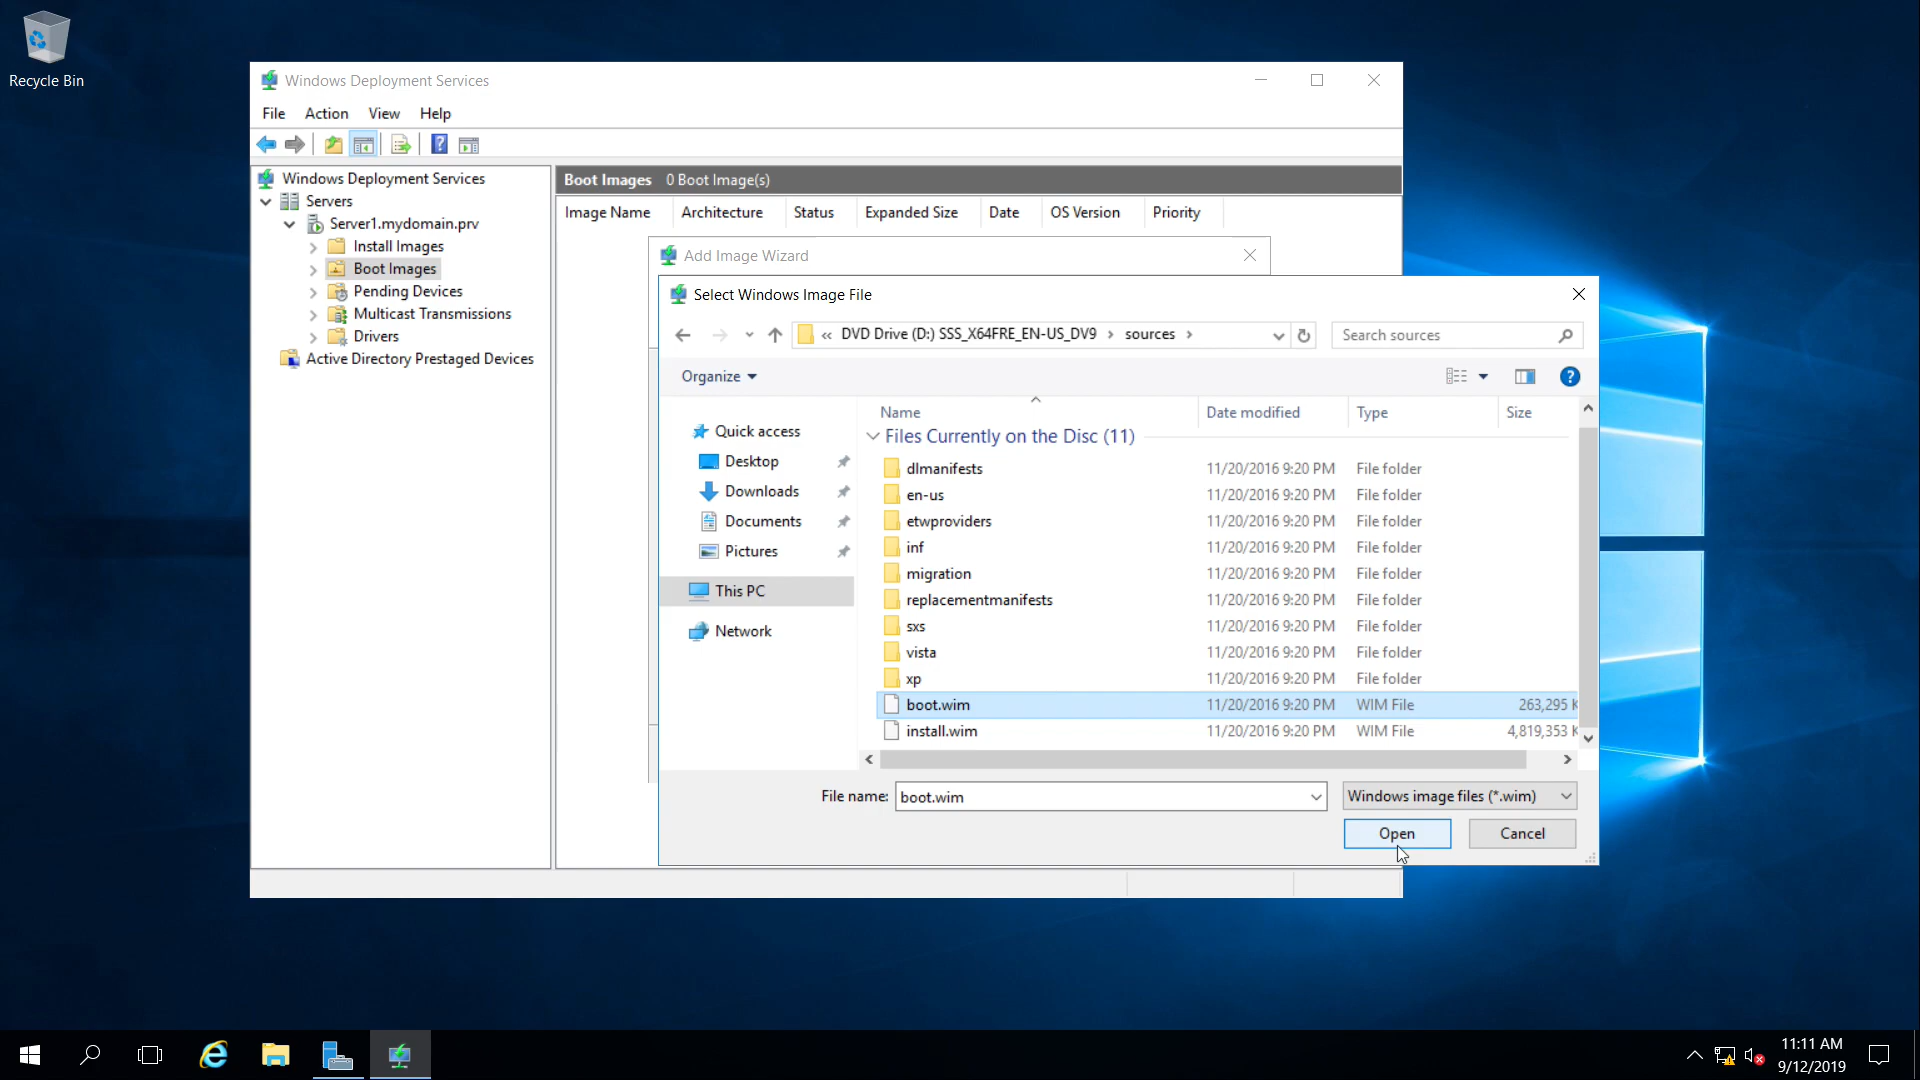 Recycle Bin
Windows Deployment Services
File Action View Help
Windows Deployment Services
Servers
Server1.mydomain.prv
Install Images
Boot Images
Pending Devices
Multicast Transmissions
Drivers
Active Directory Prestaged Devices
Boot Images 0 Boot Image(s)
Image Name Architecture Status Expanded Size Date OS Version Priority
Add Image Wizard
Select Windows Image File
« DVD Drive (D:) SSS_X64FRE_EN-US_DV9 › sources ›
Search sources
Organize
Quick access
Desktop
Downloads
Documents
Pictures
This PC
Network
Name Date modified Type Size
Files Currently on the Disc (11)
dlmanifests 11/20/2016 9:20 PM File folder
en-us 11/20/2016 9:20 PM File folder
etwproviders 11/20/2016 9:20 PM File folder
inf 11/20/2016 9:20 PM File folder
migration 11/20/2016 9:20 PM File folder
replacementmanifests 11/20/2016 9:20 PM File folder
sxs 11/20/2016 9:20 PM File folder
vista 11/20/2016 9:20 PM File folder
xp 11/20/2016 9:20 PM File folder
boot.wim 11/20/2016 9:20 PM WIM File 263,295 K
install.wim 11/20/2016 9:20 PM WIM File 4,819,353 K
File name: boot.wim
Windows image files (*.wim)
Open Cancel
11:11 AM
9/12/2019